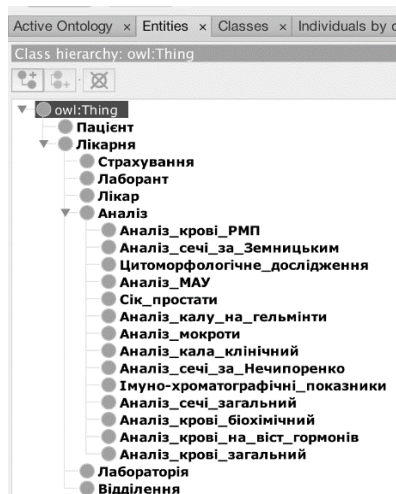 Active Ontology × Entities × Classes × Individuals by c
Class hierarchy: owl:Thing
owl:Thing
Пацієнт
Лікарня
Страхування
Лаборант
Лікар
Аналіз
Аналіз_крові_РМП
Аналіз_сечі_за_Земницьким
Цитоморфологічне_дослідження
Аналіз_МАУ
Сік_простати
Аналіз_калу_на_гельмінти
Аналіз_мокроти
Аналіз_кала_клінічний
Аналіз_сечі_за_Нечипоренко
Імуно-хроматографічні_показники
Аналіз_сечі_загальний
Аналіз_крові_біохімічний
Аналіз_крові_на_віст_гормонів
Аналіз_крові_загальний
Лабораторія
Відділення